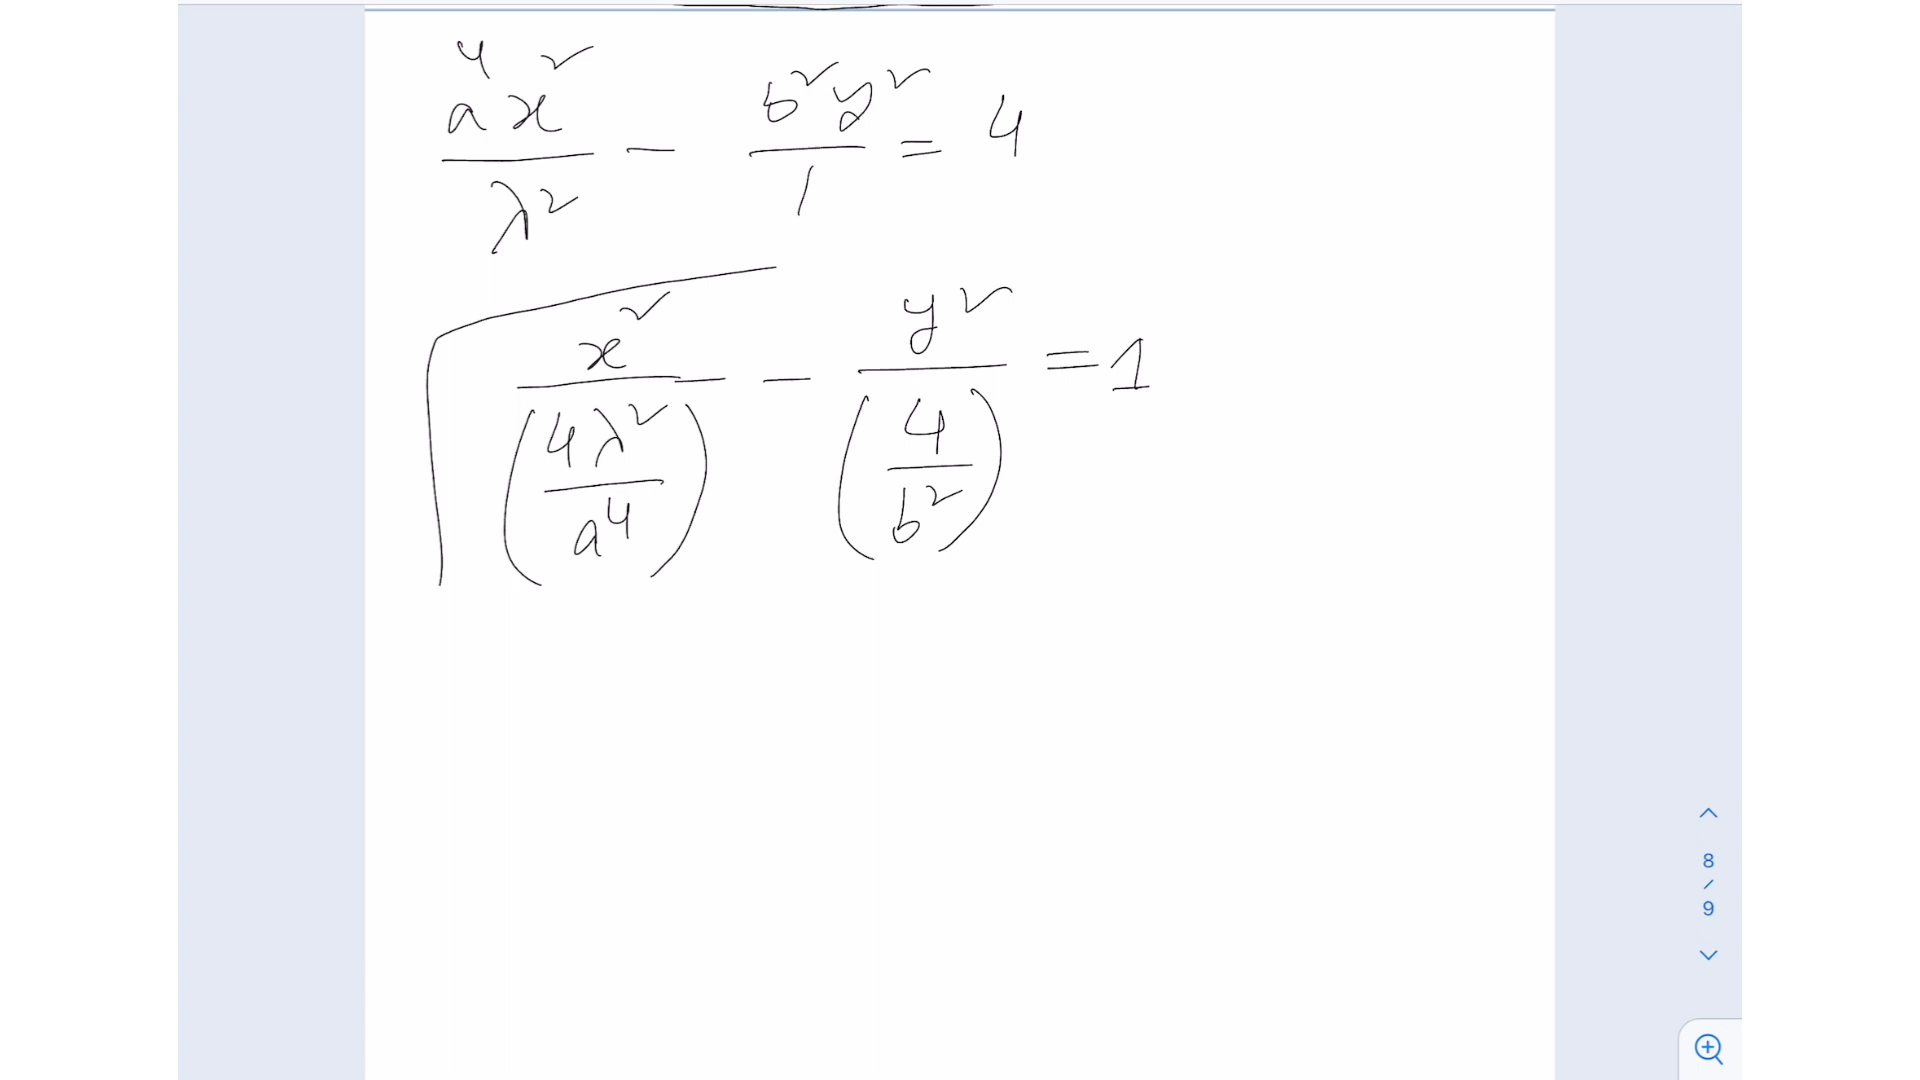 a⁴x²/λ² − b²y²/1 = 4
x²/(4λ²/a⁴) − y²/(4/b²) = 1
8
/
9